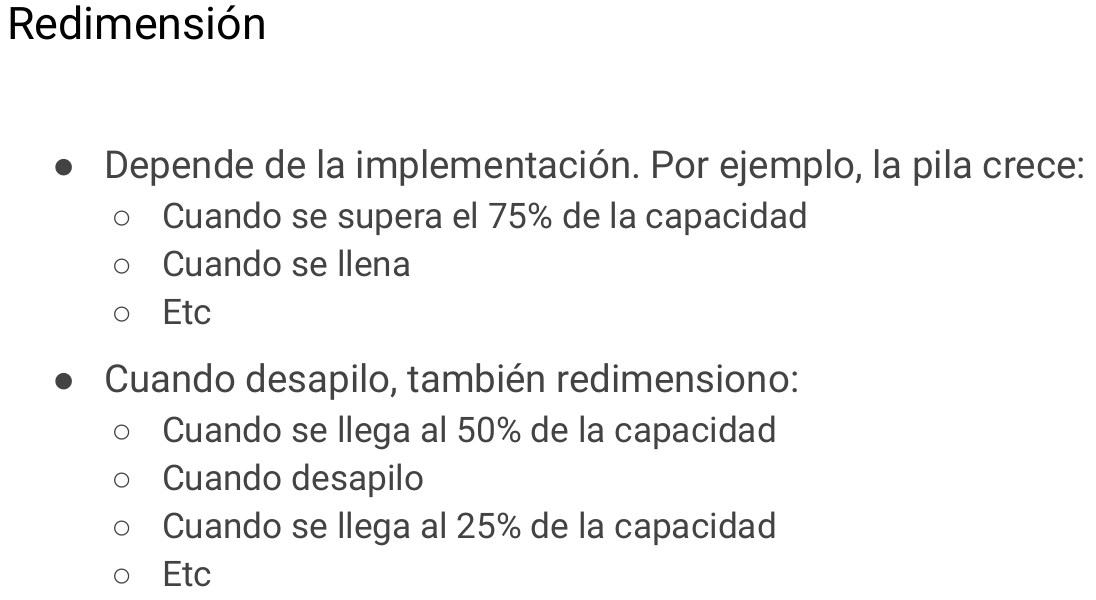 Redimensión
● Depende de la implementación. Por ejemplo, la pila crece:
○ Cuando se supera el 75% de la capacidad
○ Cuando se llena
○ Etc
● Cuando desapilo, también redimensiono:
○ Cuando se llega al 50% de la capacidad
○ Cuando desapilo
○ Cuando se llega al 25% de la capacidad
○ Etc